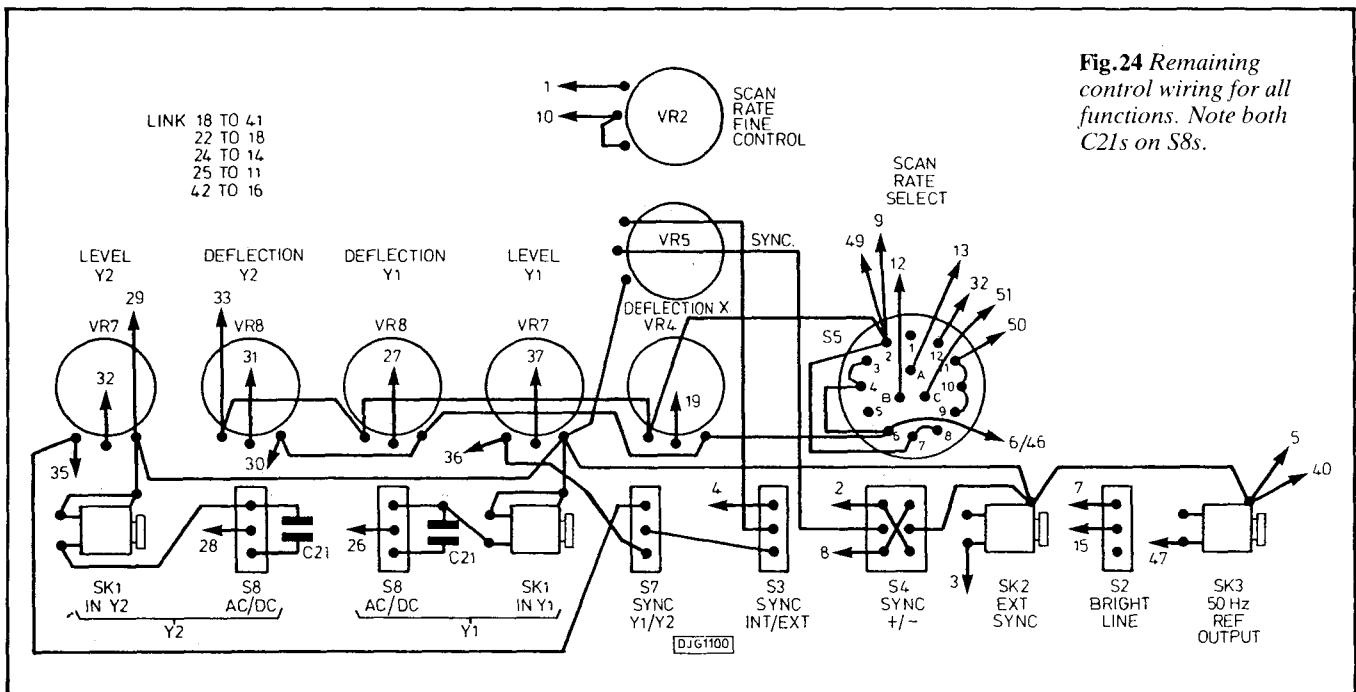 Fig.24 Remaining
control wiring for all
functions. Note both
C21s on S8s.
LINK 18 TO 41
22 TO 18
24 TO 14
25 TO 11
42 TO 16
1
10
VR2
SCAN
RATE
FINE
CONTROL
SCAN
RATE
SELECT
VR5
SYNC.
9
49
12
13
32
51
50
LEVEL
Y2
DEFLECTION
Y2
DEFLECTION
Y1
LEVEL
Y1
DEFLECTION X
VR4
29
33
VR7
VR8
VR8
VR7
32
31
27
37
19
S5
1
2
3
4
5
6
7
8
9
10
11
12
A
B
C
35
30
36
6/46
5
40
28
C21
26
C21
4
2
8
3
7
15
47
SK1
IN Y2
S8
AC/DC
S8
AC/DC
SK1
IN Y1
S7
SYNC
Y1/Y2
S3
SYNC
INT/EXT
S4
SYNC
+/-
SK2
EXT
SYNC
S2
BRIGHT
LINE
SK3
50 Hz
REF
OUTPUT
Y2
Y1
DJG1100